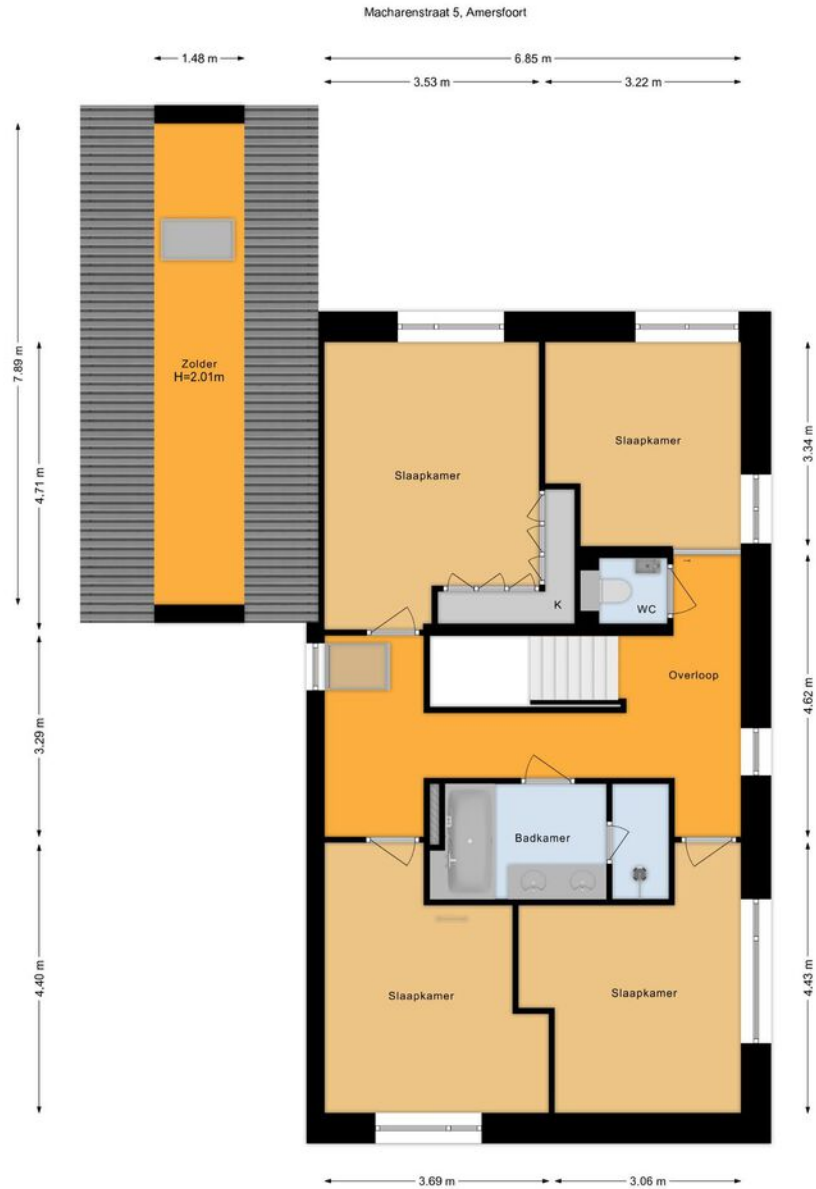 Macharenstraat 5, Amersfoort
1.48 m
6.85 m
3.53 m
3.22 m
7.89 m
Zolder
H=2.01m
4.71 m
Slaapkamer
Slaapkamer
3.34 m
K
WC
Overloop
3.29 m
4.62 m
Badkamer
4.40 m
Slaapkamer
Slaapkamer
4.43 m
3.69 m
3.06 m